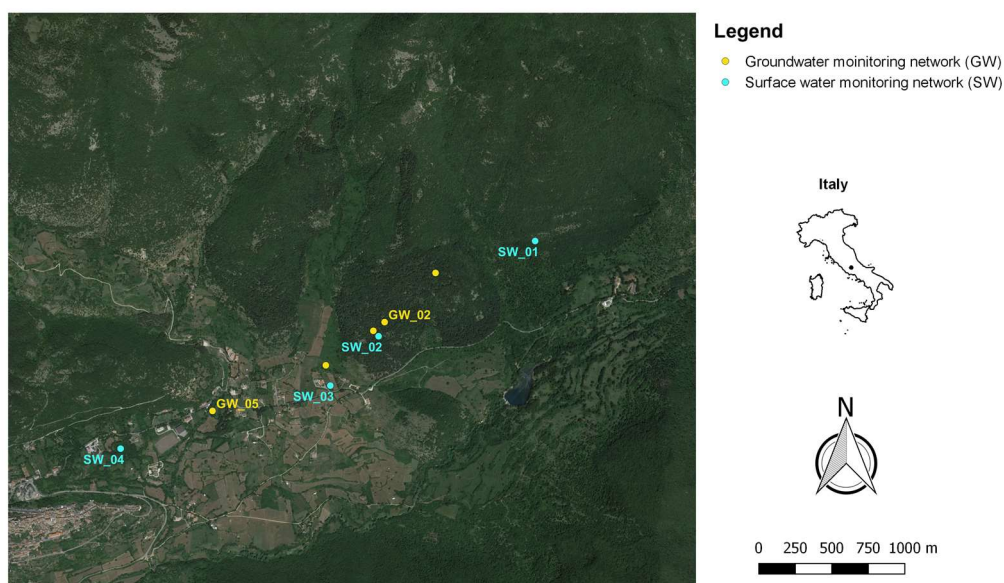 Legend
Groundwater moinitoring network (GW)
Surface water monitoring network (SW)
Italy
SW_01
GW_02
SW_02
SW_03
GW_05
SW_04
N
0 250 500 750 1000 m